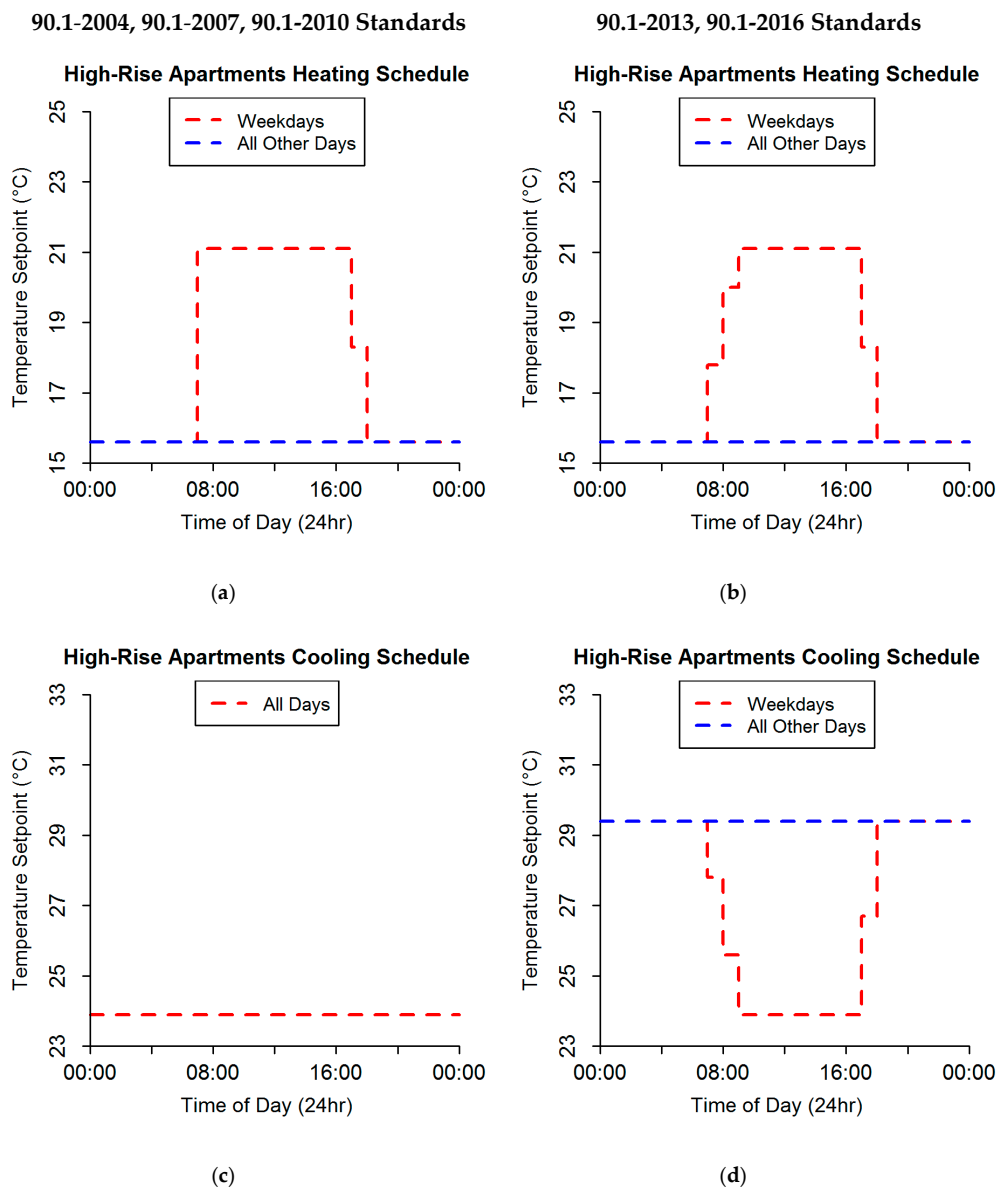 90.1-2004, 90.1-2007, 90.1-2010 Standards
90.1-2013, 90.1-2016 Standards
High-Rise Apartments Heating Schedule
Weekdays
All Other Days
Temperature Setpoint (°C)
25
23
21
19
17
15
00:00 08:00 16:00 00:00
Time of Day (24hr)
(a)
High-Rise Apartments Heating Schedule
Weekdays
All Other Days
Temperature Setpoint (°C)
25
23
21
19
17
15
00:00 08:00 16:00 00:00
Time of Day (24hr)
(b)
High-Rise Apartments Cooling Schedule
All Days
Temperature Setpoint (°C)
33
31
29
27
25
23
00:00 08:00 16:00 00:00
Time of Day (24hr)
(c)
High-Rise Apartments Cooling Schedule
Weekdays
All Other Days
Temperature Setpoint (°C)
33
31
29
27
25
23
00:00 08:00 16:00 00:00
Time of Day (24hr)
(d)